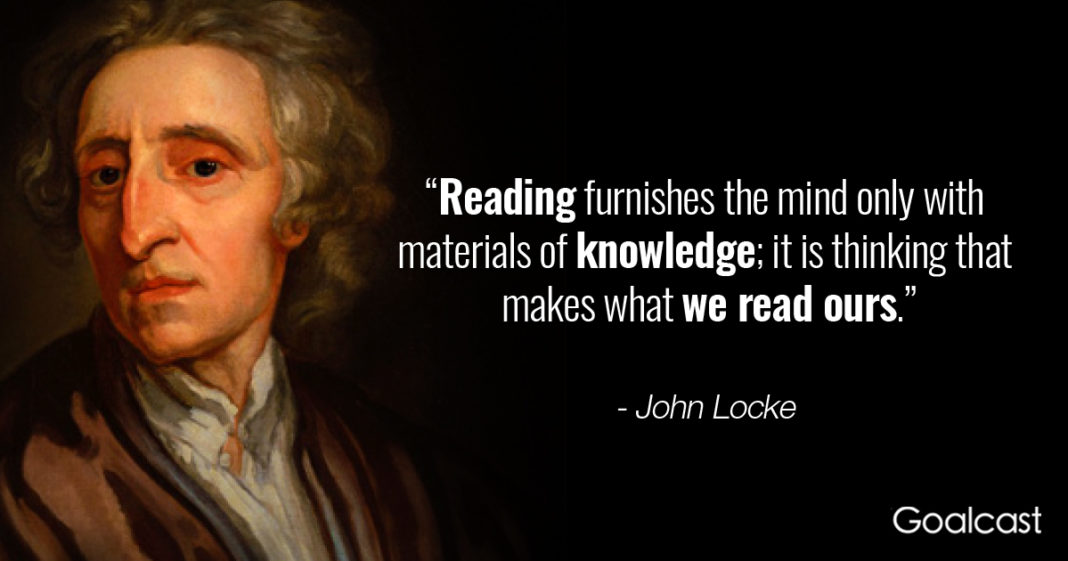 “Reading furnishes the mind only with
materials of knowledge; it is thinking that
makes what we read ours.”
- John Locke
Goalcast